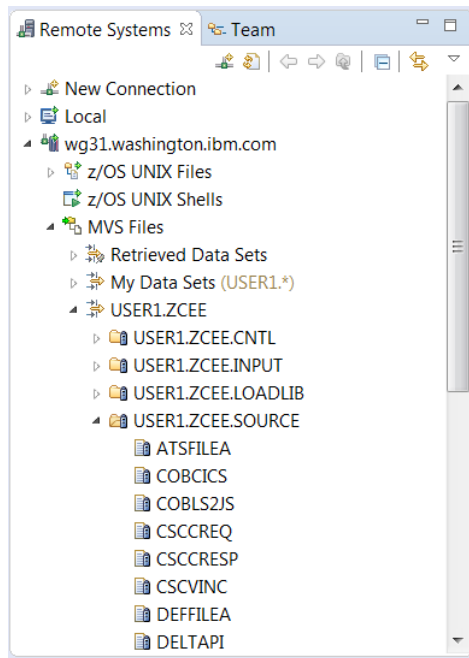 Remote Systems Team
New Connection
Local
wg31.washington.ibm.com
z/OS UNIX Files
z/OS UNIX Shells
MVS Files
Retrieved Data Sets
My Data Sets (USER1.*)
USER1.ZCEE
USER1.ZCEE.CNTL
USER1.ZCEE.INPUT
USER1.ZCEE.LOADLIB
USER1.ZCEE.SOURCE
ATSFILEA
COBCICS
COBLS2JS
CSCCREQ
CSCCRESP
CSCVINC
DEFFILEA
DELTAPI